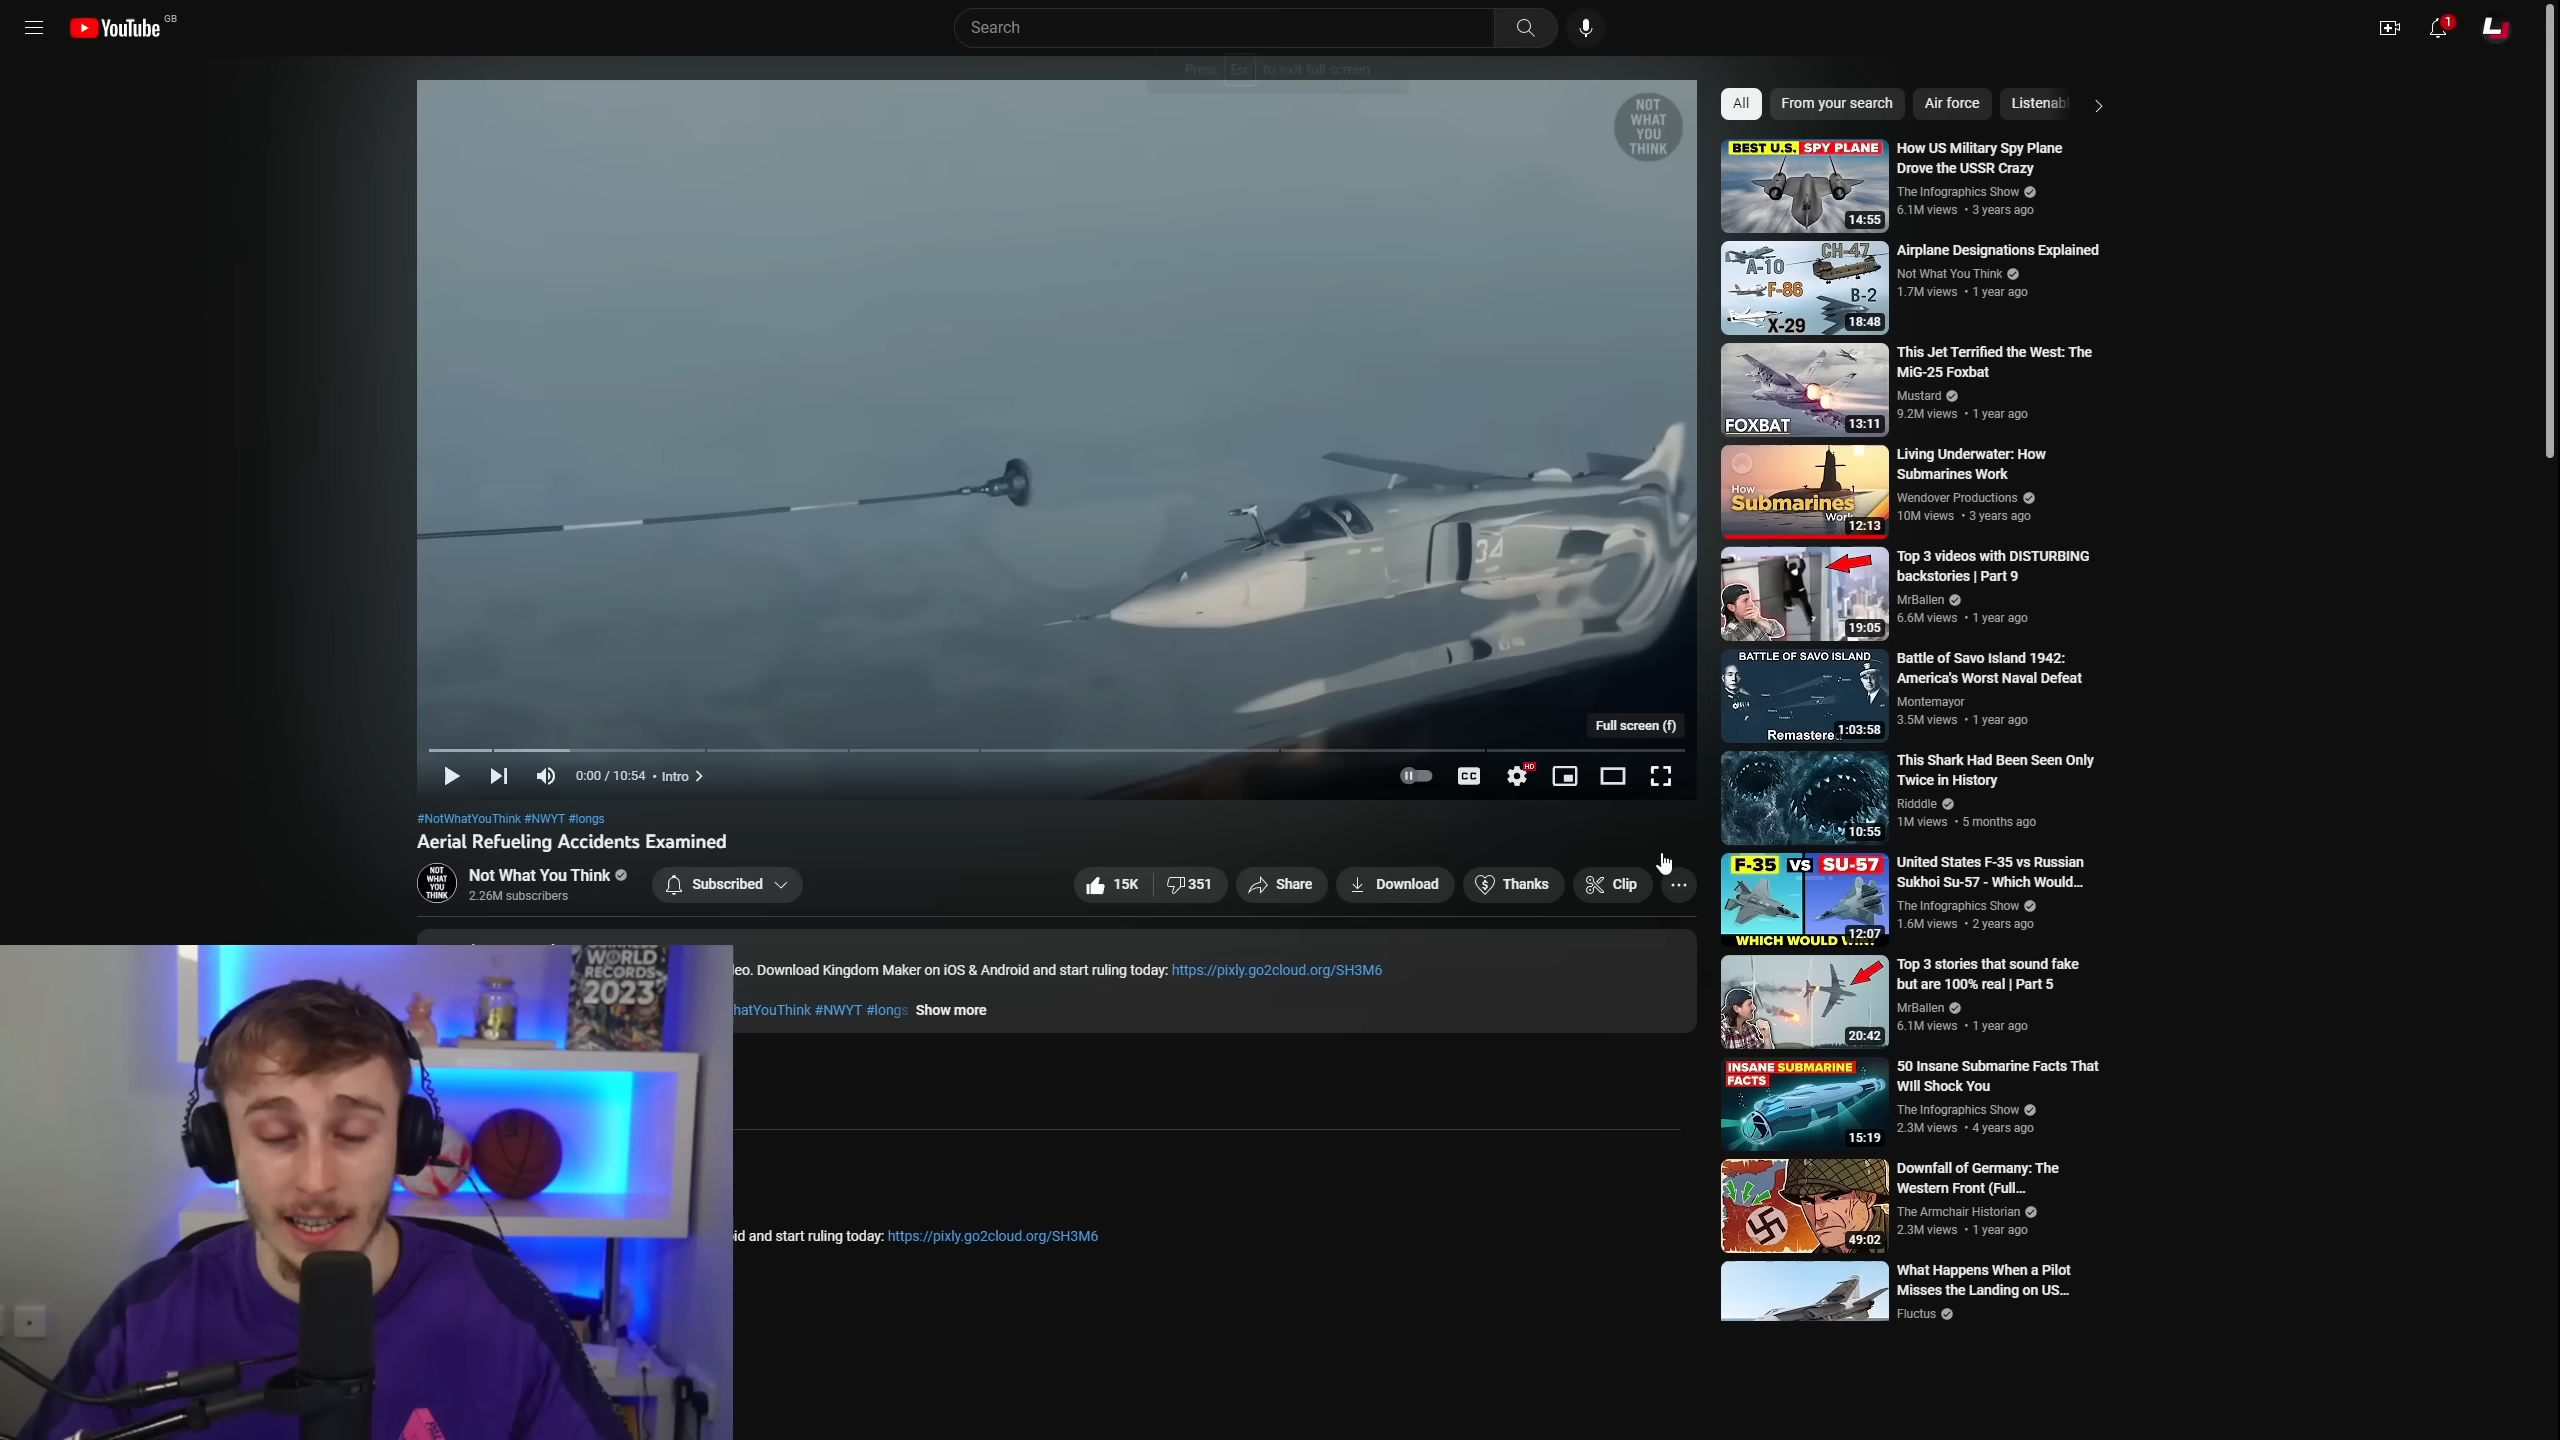 YouTube GB
Search
1
Press Esc to exit full screen
NOT
WHAT
YOU
THINK
34
Full screen (f)
0:00 / 10:54 • Intro
CC
HD
#NotWhatYouThink #NWYT #longs
Aerial Refueling Accidents Examined
NOT
WHAT
YOU
THINK
Not What You Think
2.26M subscribers
Subscribed
15K
351
Share
Download
Thanks
Clip
deo. Download Kingdom Maker on iOS & Android and start ruling today: https://pixly.go2cloud.org/SH3M6
hatYouThink #NWYT #longs Show more
id and start ruling today: https://pixly.go2cloud.org/SH3M6
WORLD
RECORDS
2023
All
From your search
Air force
Listenabl
BEST U.S. SPY PLANE
14:55
How US Military Spy Plane
Drove the USSR Crazy
The Infographics Show
6.1M views • 3 years ago
CH-47
A-10
F-86
B-2
X-29
18:48
Airplane Designations Explained
Not What You Think
1.7M views • 1 year ago
FOXBAT
13:11
This Jet Terrified the West: The
MiG-25 Foxbat
Mustard
9.2M views • 1 year ago
How
Submarines
Work
12:13
Living Underwater: How
Submarines Work
Wendover Productions
10M views • 3 years ago
19:05
Top 3 videos with DISTURBING
backstories | Part 9
MrBallen
6.6M views • 1 year ago
BATTLE OF SAVO ISLAND
Remastere
1:03:58
Battle of Savo Island 1942:
America's Worst Naval Defeat
Montemayor
3.5M views • 1 year ago
10:55
This Shark Had Been Seen Only
Twice in History
Ridddle
1M views • 5 months ago
F-35 VS SU-57
WHICH WOULD WIN?
12:07
United States F-35 vs Russian
Sukhoi Su-57 - Which Would...
The Infographics Show
1.6M views • 2 years ago
20:42
Top 3 stories that sound fake
but are 100% real | Part 5
MrBallen
6.1M views • 1 year ago
INSANE SUBMARINE
FACTS
15:19
50 Insane Submarine Facts That
WIll Shock You
The Infographics Show
2.3M views • 4 years ago
49:02
Downfall of Germany: The
Western Front (Full...
The Armchair Historian
2.3M views • 1 year ago
What Happens When a Pilot
Misses the Landing on US...
Fluctus